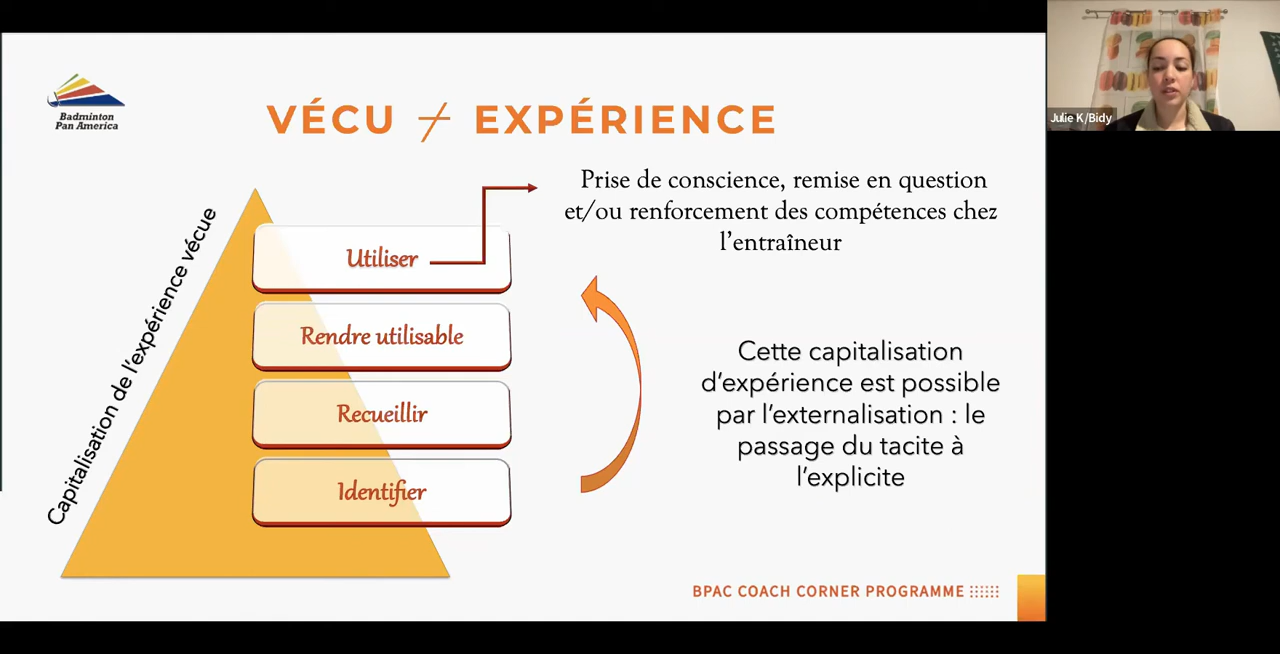 Badminton
Pan America
VÉCU ≠ EXPÉRIENCE
Prise de conscience, remise en question
et/ou renforcement des compétences chez
l'entraîneur
Capitalisation de l'expérience vécue
Utiliser
Rendre utilisable
Recueillir
Identifier
Cette capitalisation
d'expérience est possible
par l'externalisation : le
passage du tacite à
l'explicite
BPAC COACH CORNER PROGRAMME
Julie K/Bidy